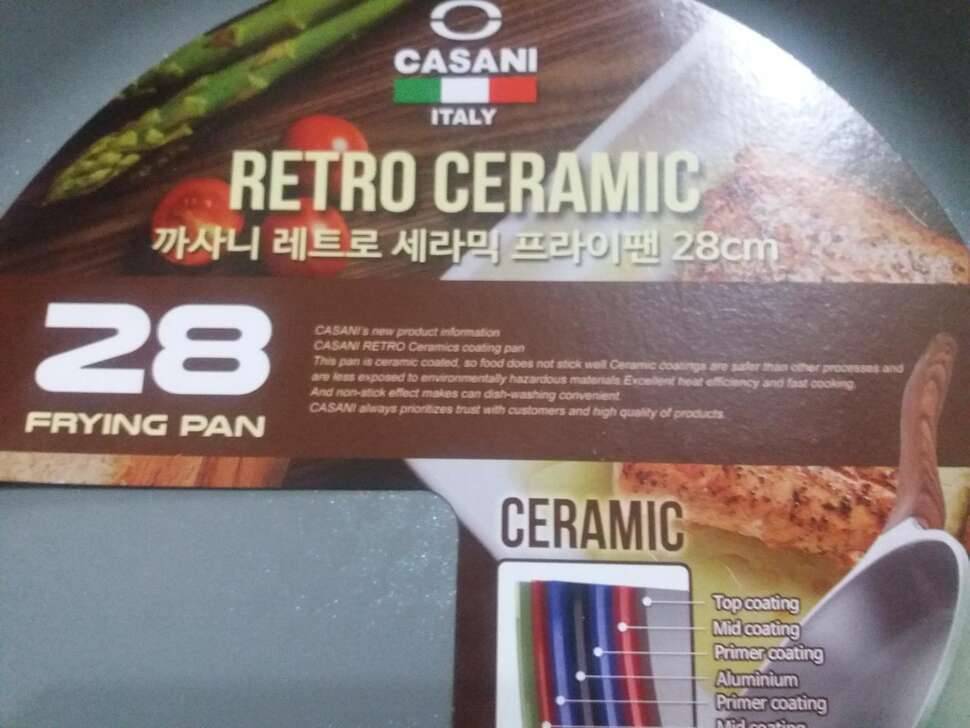 CASANI
ITALY
RETRO CERAMIC
까사니 레트로 세라믹 프라이팬 28cm
28
FRYING PAN
CASANI's new product information
CASANI RETRO Ceramics coating pan
This pan is ceramic coated, so food does not stick well Ceramic coatings are safer than other processes and
are less exposed to environmentally hazardous materials.Excellent heat efficiency and fast cooking.
And non-stick effect makes can dish-washing convenient.
CASANI always prioritizes trust with customers and high quality of products.
CERAMIC
Top coating
Mid coating
Primer coating
Aluminium
Primer coating
Mid coating